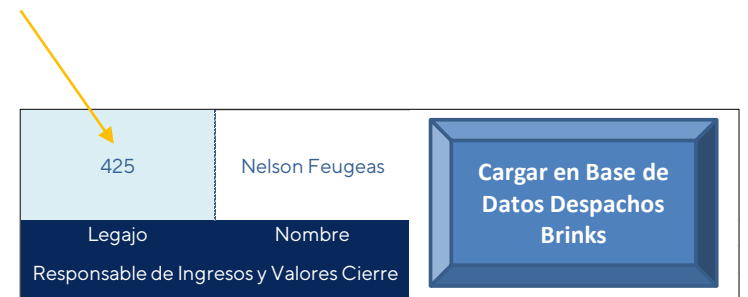 425
Nelson Feugeas
Legajo
Nombre
Responsable de Ingresos y Valores Cierre
Cargar en Base de
Datos Despachos
Brinks